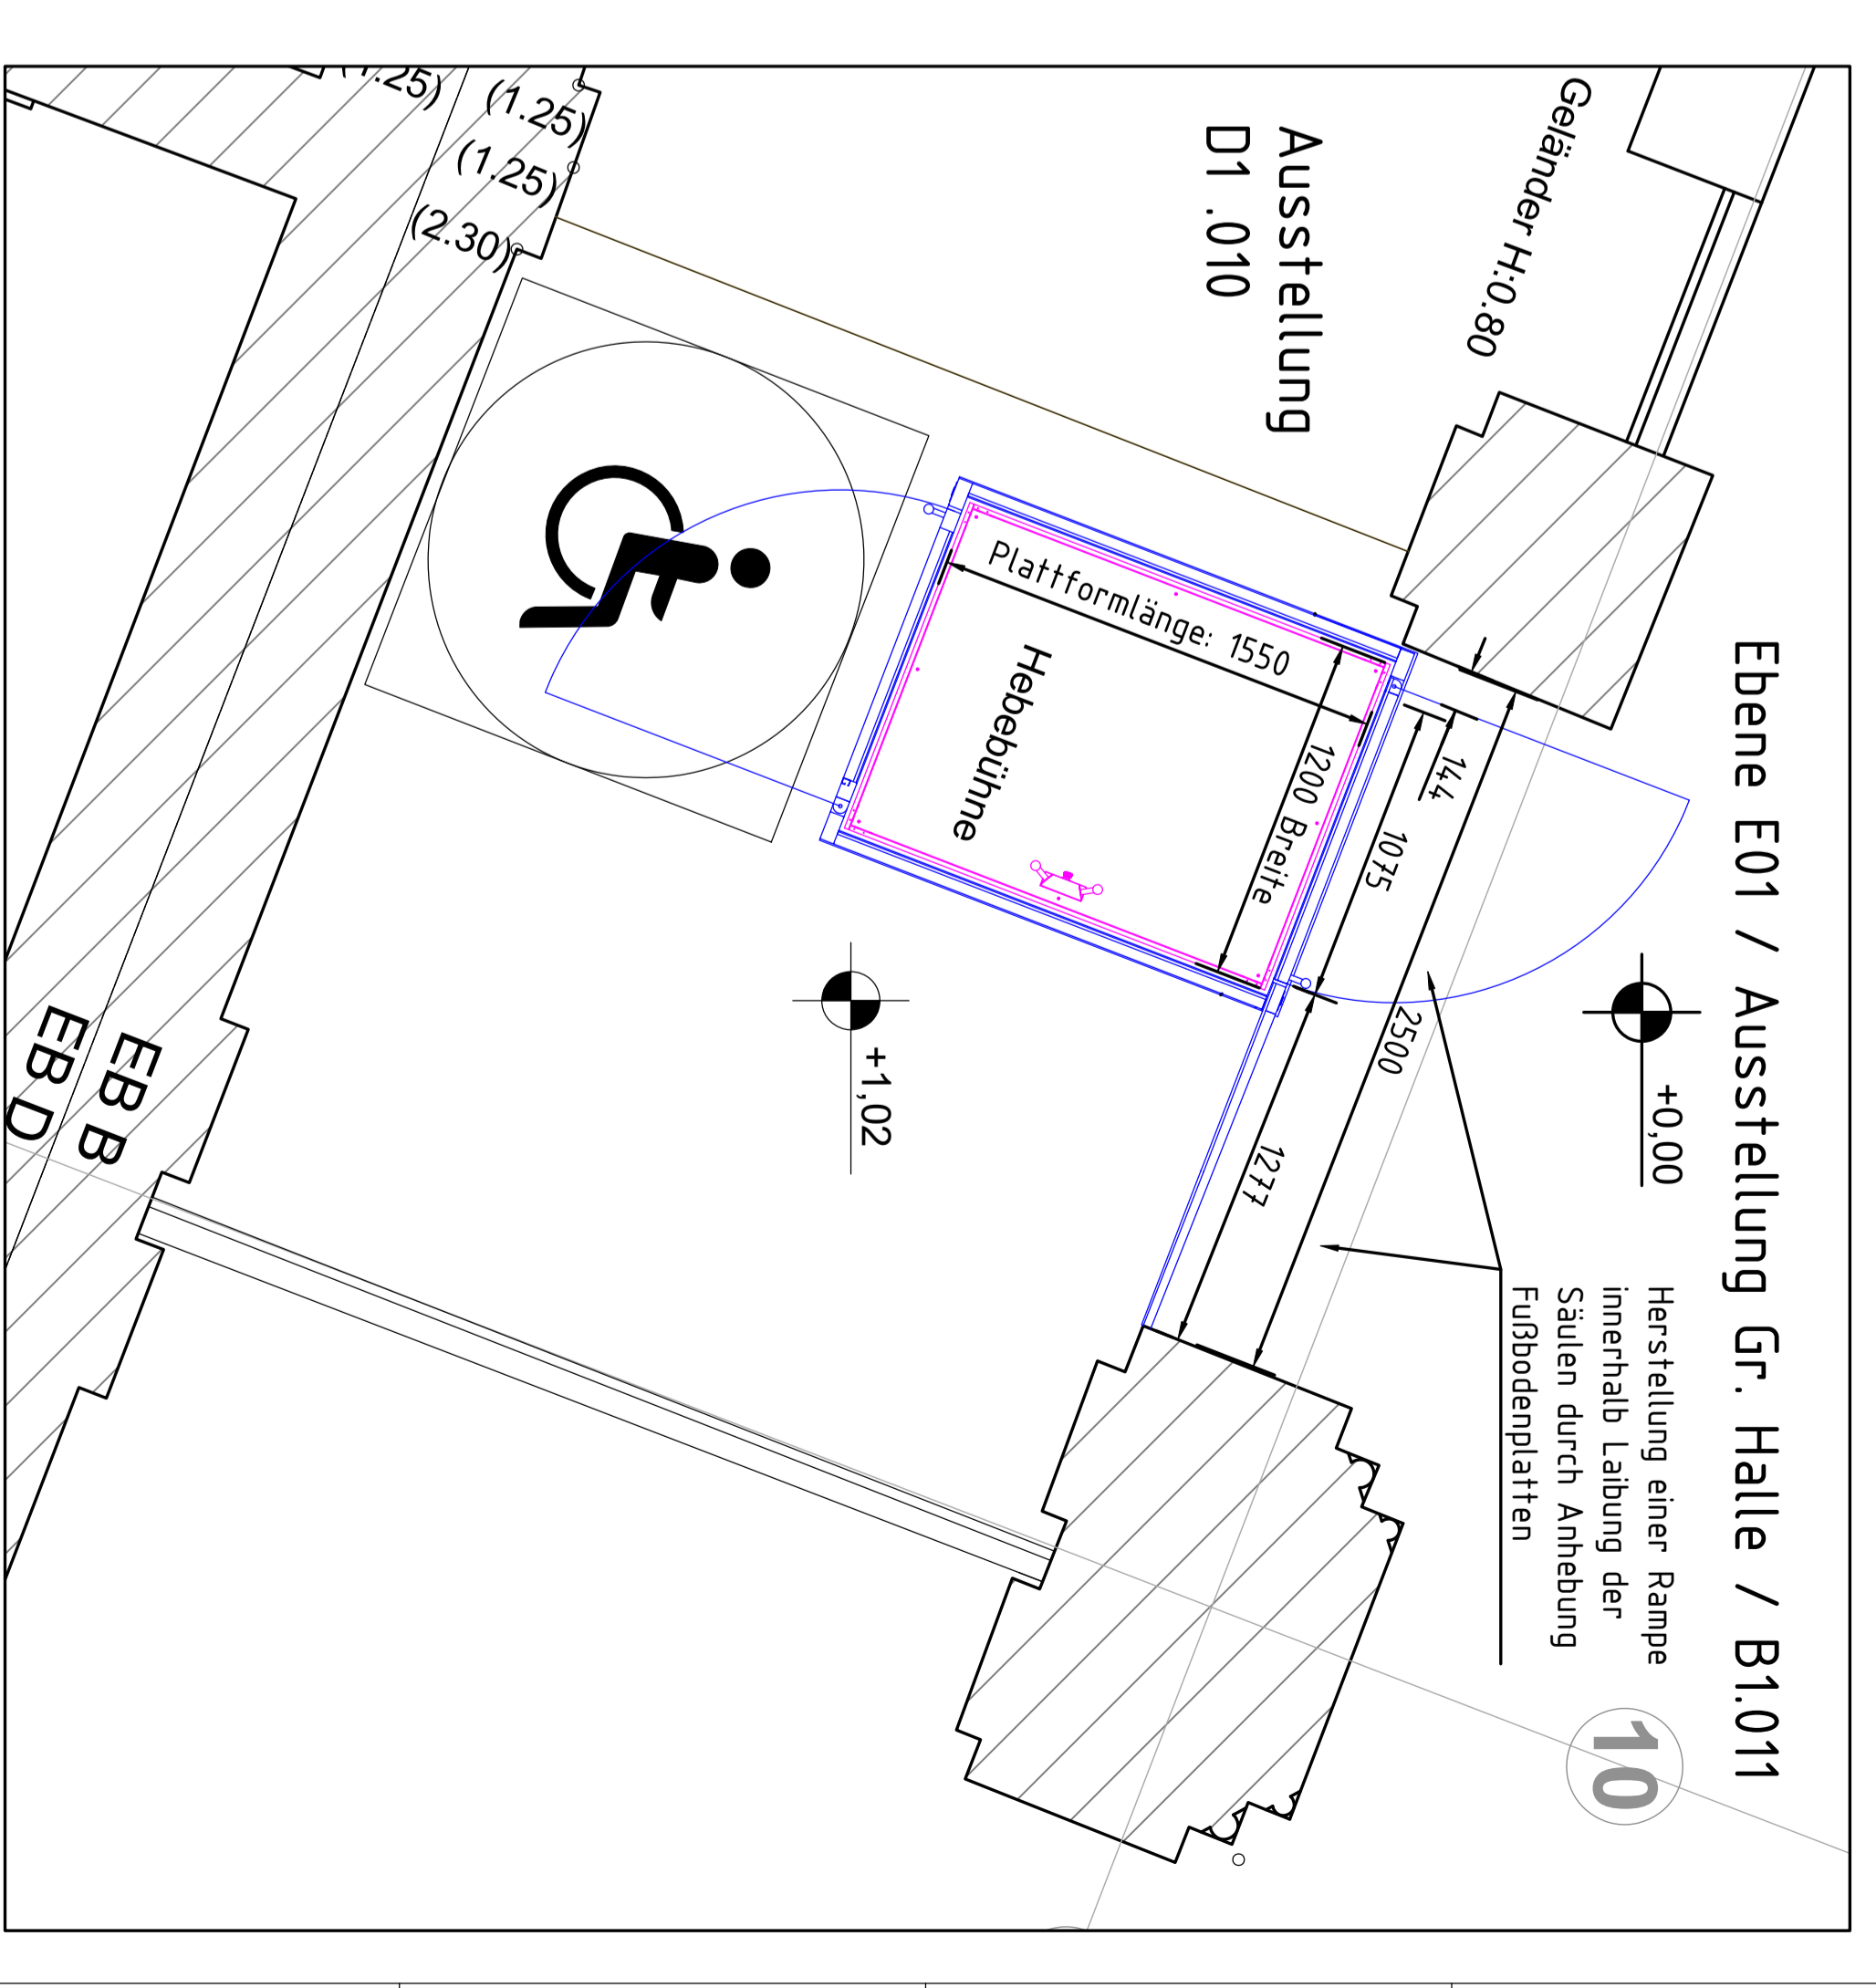 Ebene E01 / Ausstellung Gr. Halle / B1.011
Geländer H:0.80
Ausstellung
D1 .010
(1.25)
(1.25)
(2.30)
Plattformlänge: 1550
Hebebühne
1200 Breite
144
1075
2500
1277
+0,00
+1,02
Herstellung einer Rampe
innerhalb Laibung der
Säulen durch Anhebung
Fußbodenplatten
10
EB B
EB D